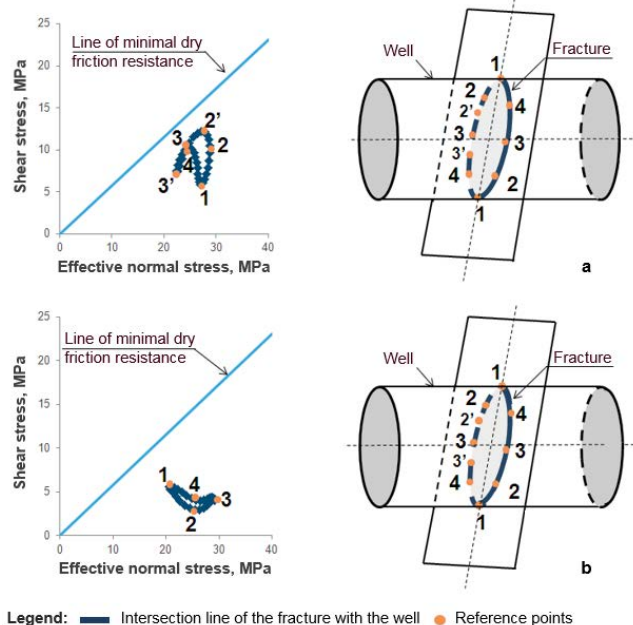 25
20
15
10
5
0
Shear stress, MPa
Line of minimal dry
friction resistance
2'
3
2
4
3'
1
0 10 20 30 40
Effective normal stress, MPa
Well
Fracture
1
2
4
2'
3
3
3'
4
2
1
a
25
20
15
10
5
0
Shear stress, MPa
Line of minimal dry
friction resistance
1
4
3
2
0 10 20 30 40
Effective normal stress, MPa
Well
Fracture
1
2
4
2'
3
3
3'
4
2
1
b
Legend: Intersection line of the fracture with the well Reference points